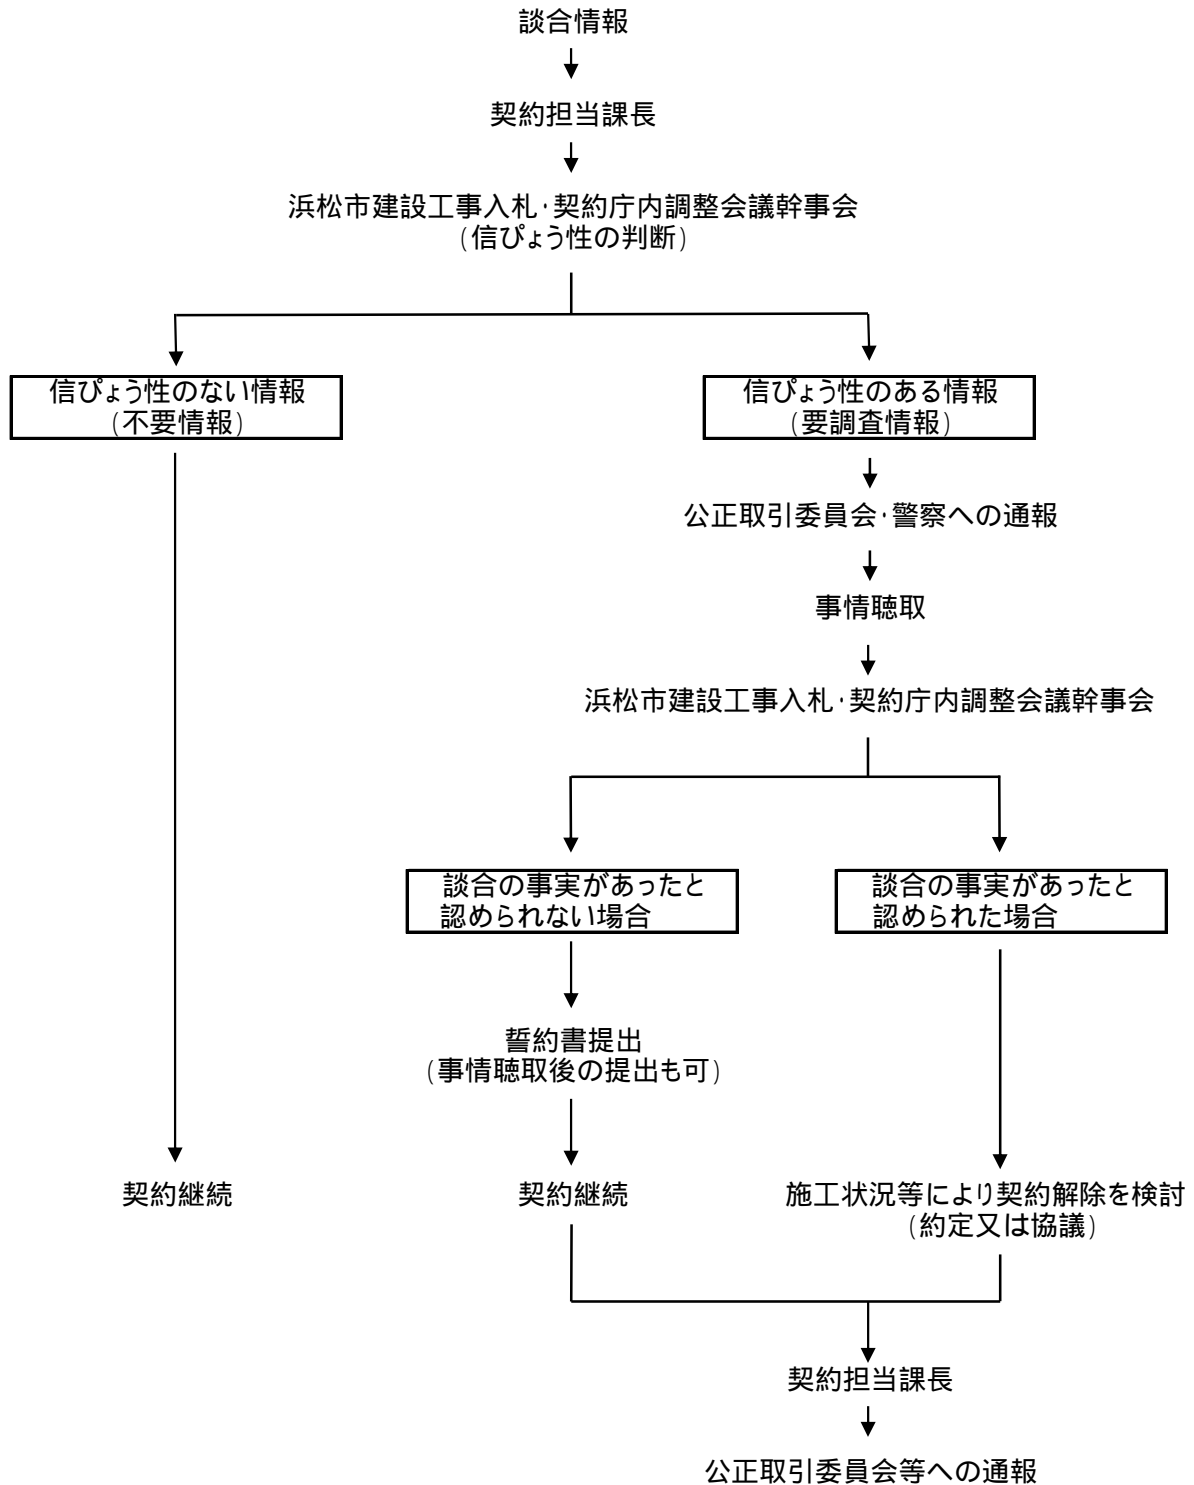 談合情報
契約担当課長
浜松市建設工事入札・契約庁内調整会議幹事会
(信ぴょう性の判断)
信ぴょう性のない情報
(不要情報)
信ぴょう性のある情報
(要調査情報)
公正取引委員会・警察への通報
事情聴取
浜松市建設工事入札・契約庁内調整会議幹事会
談合の事実があったと
認められない場合
談合の事実があったと
認められた場合
誓約書提出
(事情聴取後の提出も可)
契約継続
契約継続
施工状況等により契約解除を検討
(約定又は協議)
契約担当課長
公正取引委員会等への通報